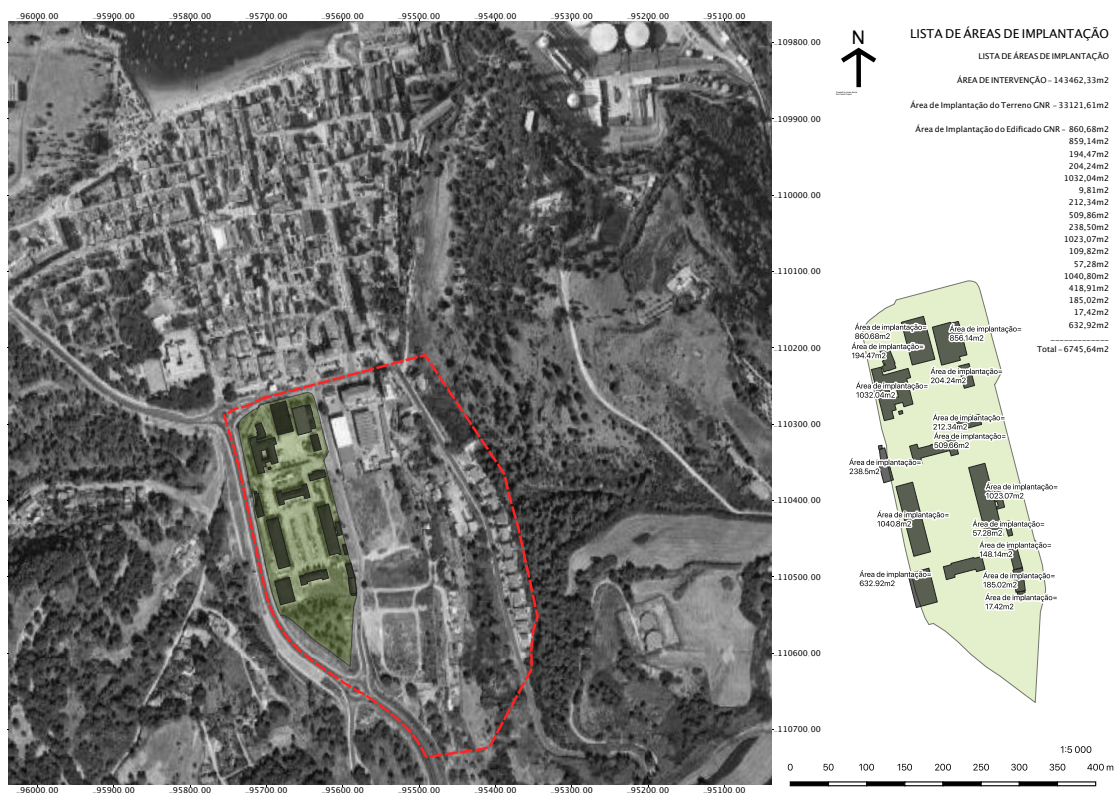 -96000.00 -95900.00 -95800.00 -95700.00 -95600.00 -95500.00 -95400.00 -95300.00 -95200.00 -95100.00
-109800.00
-109900.00
-110000.00
-110100.00
-110200.00
-110300.00
-110400.00
-110500.00
-110600.00
-110700.00
-96000.00 -95900.00 -95800.00 -95700.00 -95600.00 -95500.00 -95400.00 -95300.00 -95200.00 -95100.00
N
LISTA DE ÁREAS DE IMPLANTAÇÃO
LISTA DE ÁREAS DE IMPLANTAÇÃO
ÁREA DE INTERVENÇÃO – 143462,33m2
Área de Implantação do Terreno GNR – 33121,61m2
Área de Implantação do Edificado GNR – 860,68m2
859,14m2
194,47m2
204,24m2
1032,04m2
9,81m2
212,34m2
509,86m2
238,50m2
1023,07m2
109,82m2
57,28m2
1040,80m2
418,91m2
185,02m2
17,42m2
632,92m2
_____________
Total – 6745,64m2
Área de implantação=
860.68m2
Área de implantação=
856.14m2
Área de implantação=
194.47m2
Área de implantação=
204.24m2
Área de implantação=
1032.04m2
Área de implantação=
212.34m2
Área de implantação=
509.66m2
Área de implantação=
238.5m2
Área de implantação=
1023.07m2
Área de implantação=
1040.8m2
Área de implantação=
57.28m2
Área de implantação=
148.14m2
Área de implantação=
632.92m2
Área de implantação=
185.02m2
Área de implantação=
17.42m2
1:5 000
0 50 100 150 200 250 300 350 400 m